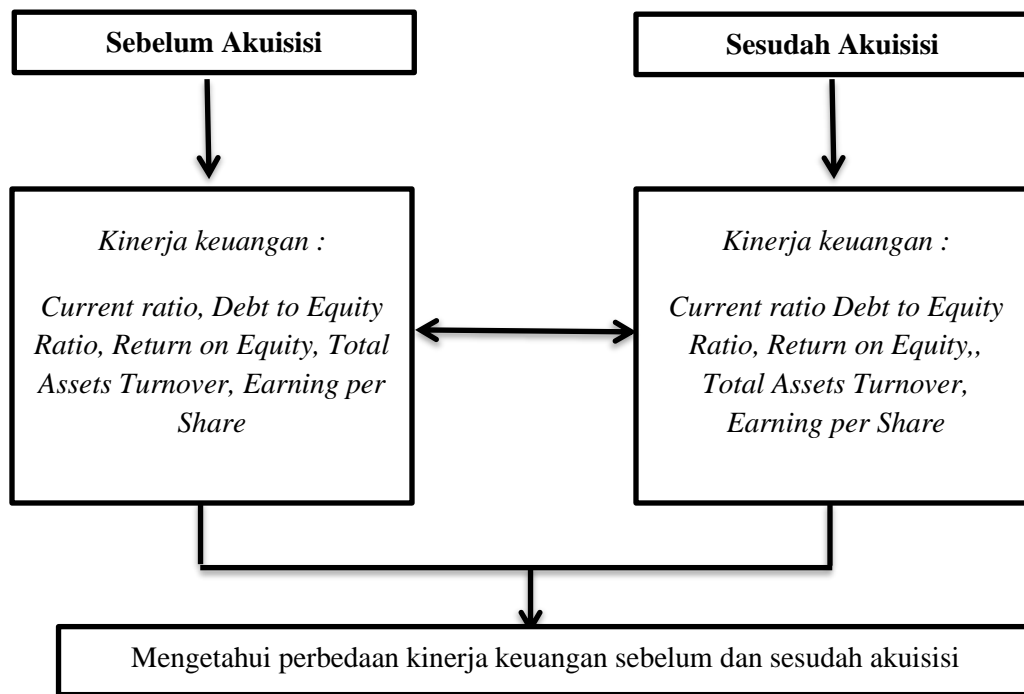 Sebelum Akuisisi
Sesudah Akuisisi
Kinerja keuangan :
Current ratio, Debt to Equity
Ratio, Return on Equity, Total
Assets Turnover, Earning per
Share
Kinerja keuangan :
Current ratio Debt to Equity
Ratio, Return on Equity,,
Total Assets Turnover,
Earning per Share
Mengetahui perbedaan kinerja keuangan sebelum dan sesudah akuisisi